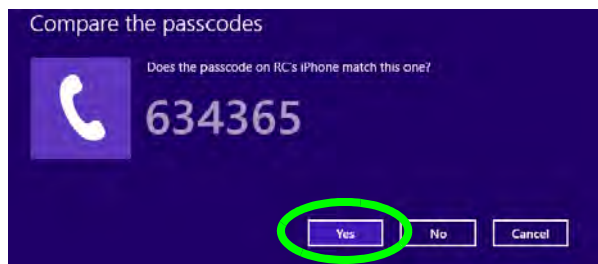 Compare the passcodes
Does the passcode on RC's iPhone match this one?
634365
Yes No Cancel